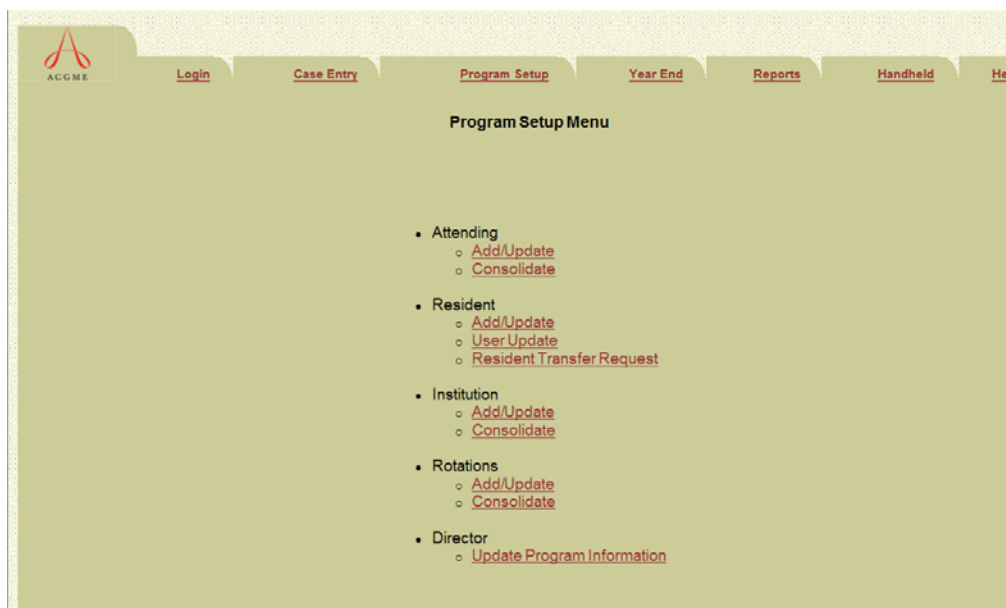 ACGME
Login Case Entry Program Setup Year End Reports Handheld He
Program Setup Menu
• Attending
○ Add/Update
○ Consolidate
• Resident
○ Add/Update
○ User Update
○ Resident Transfer Request
• Institution
○ Add/Update
○ Consolidate
• Rotations
○ Add/Update
○ Consolidate
• Director
○ Update Program Information